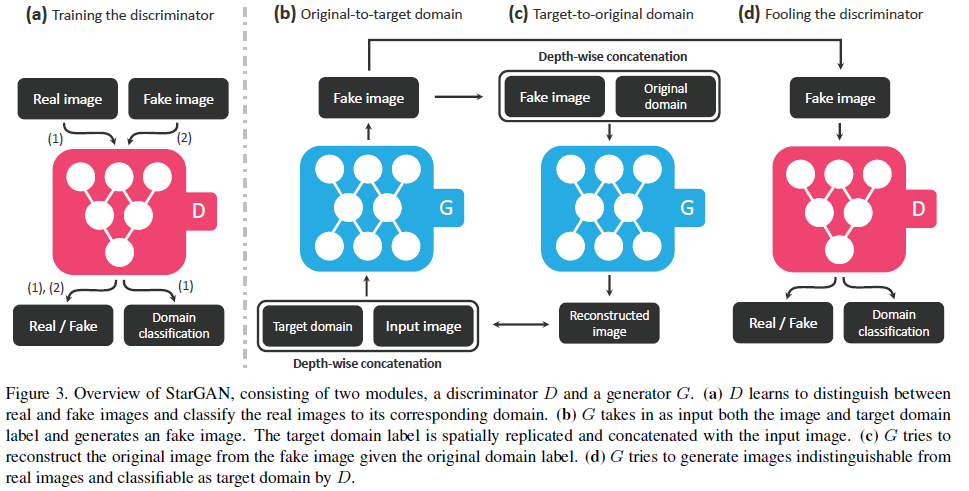 (a) Training the discriminator
(b) Original-to-target domain
(c) Target-to-original domain
(d) Fooling the discriminator
Real image
Fake image
(1)
(2)
D
(1), (2)
(1)
Real / Fake
Domain
classification
Fake image
G
Target domain
Input image
Depth-wise concatenation
Depth-wise concatenation
Fake image
Original
domain
G
Reconstructed
image
Fake image
D
Real / Fake
Domain
classification
Figure 3. Overview of StarGAN, consisting of two modules, a discriminator D and a generator G. (a) D learns to distinguish between
real and fake images and classify the real images to its corresponding domain. (b) G takes in as input both the image and target domain
label and generates an fake image. The target domain label is spatially replicated and concatenated with the input image. (c) G tries to
reconstruct the original image from the fake image given the original domain label. (d) G tries to generate images indistinguishable from
real images and classifiable as target domain by D.